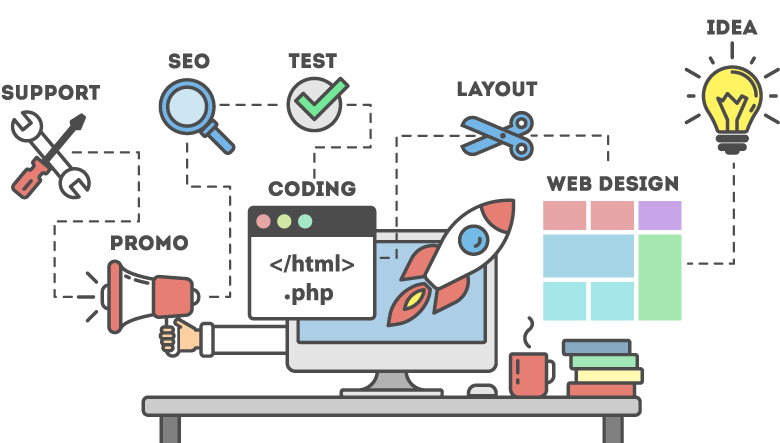 IDEA
SEO
TEST
SUPPORT
LAYOUT
CODING
WEB DESIGN
PROMO
</html>
.php